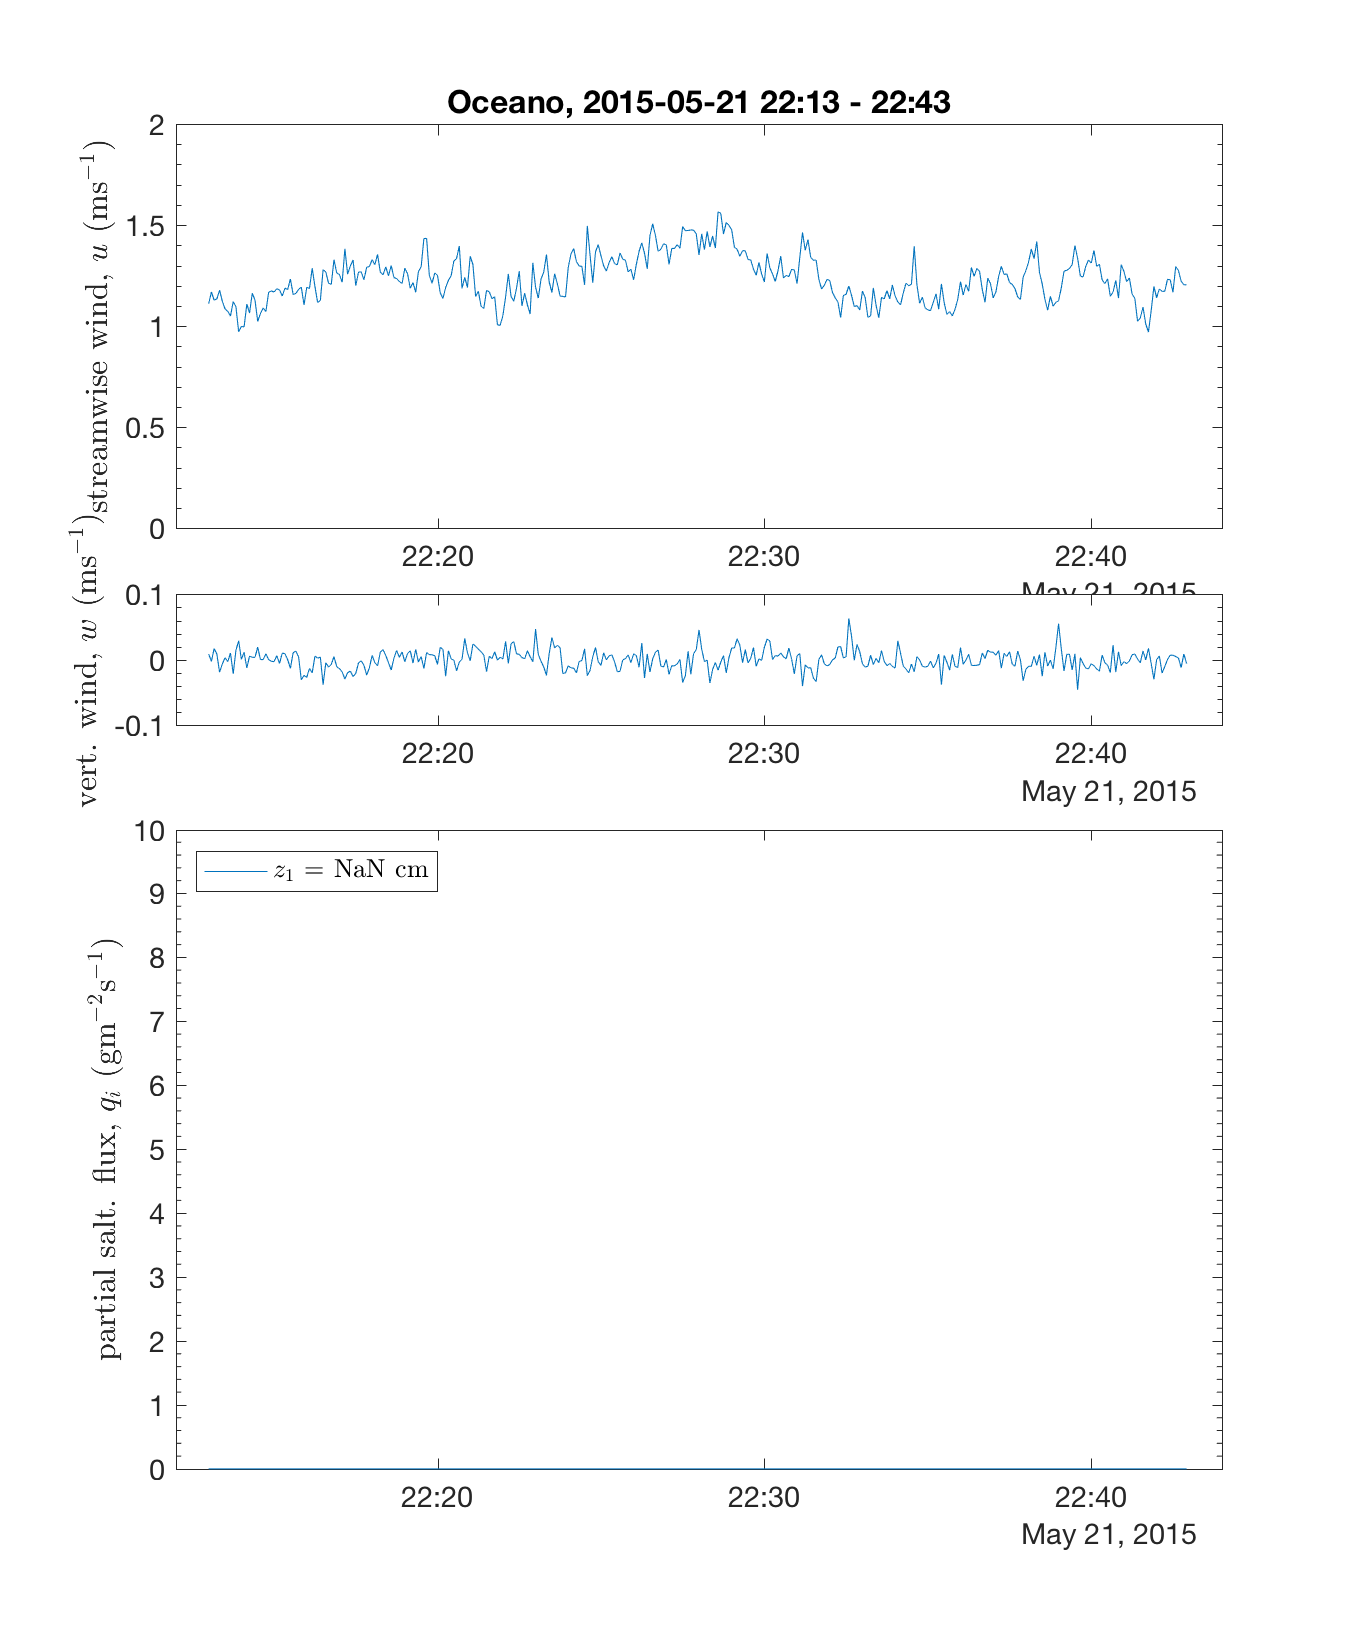 Oceano, 2015-05-21 22:13 - 22:43
streamwise wind, u (ms⁻¹)
2
1.5
1
0.5
0
22:20 22:30 22:40
May 21, 2015
vert. wind, w (ms⁻¹)
0.1
0
-0.1
22:20 22:30 22:40
May 21, 2015
partial salt. flux, qᵢ (gm⁻²s⁻¹)
10
9
8
7
6
5
4
3
2
1
0
z₁ = NaN cm
22:20 22:30 22:40
May 21, 2015